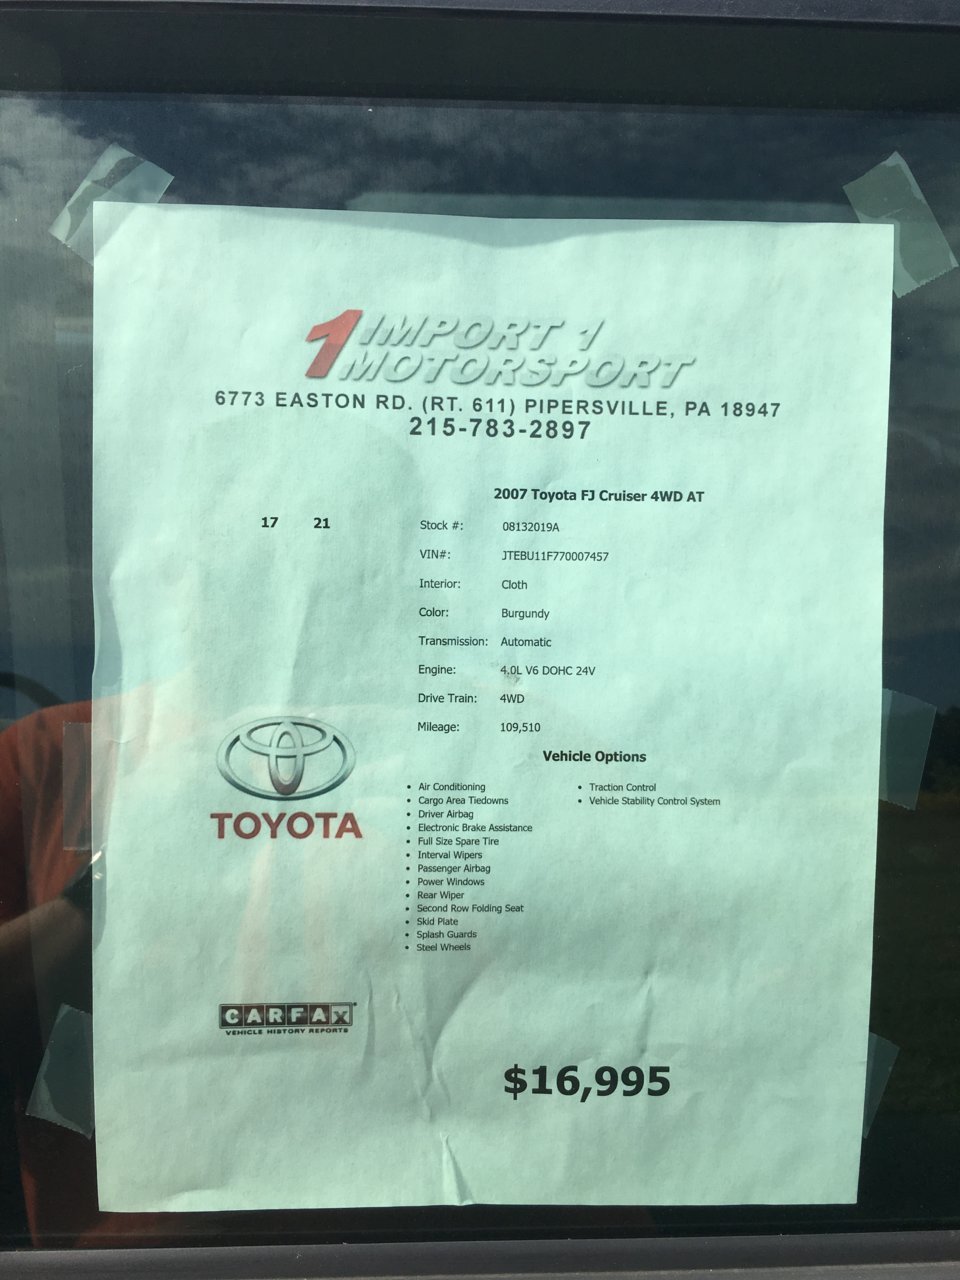 1 IMPORT 1
MOTORSPORT
6773 EASTON RD. (RT. 611) PIPERSVILLE, PA 18947
215-783-2897
2007 Toyota FJ Cruiser 4WD AT
17 21
Stock #: 08132019A
VIN#: JTEBU11F770007457
Interior: Cloth
Color: Burgundy
Transmission: Automatic
Engine: 4.0L V6 DOHC 24V
Drive Train: 4WD
Mileage: 109,510
Vehicle Options
• Air Conditioning
• Cargo Area Tiedowns
• Driver Airbag
• Electronic Brake Assistance
• Full Size Spare Tire
• Interval Wipers
• Passenger Airbag
• Power Windows
• Rear Wiper
• Second Row Folding Seat
• Skid Plate
• Splash Guards
• Steel Wheels
• Traction Control
• Vehicle Stability Control System
TOYOTA
CARFAX
VEHICLE HISTORY REPORTS
$16,995